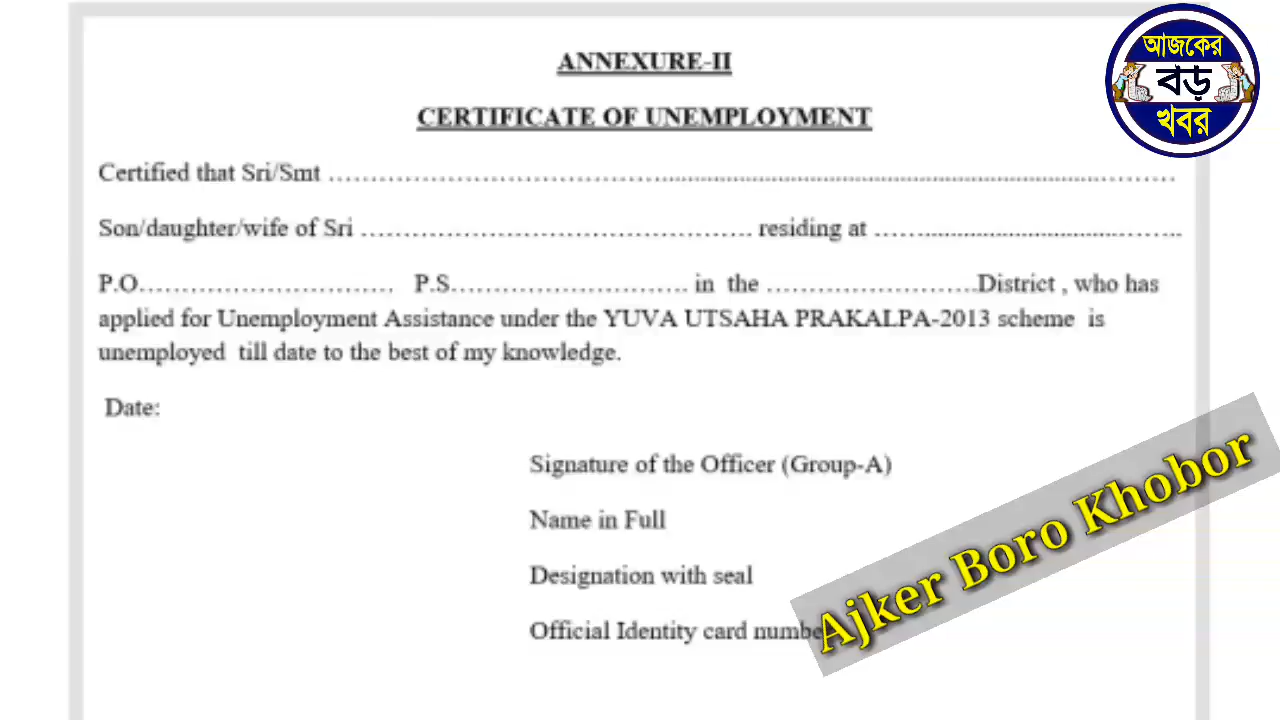 ANNEXURE-II
CERTIFICATE OF UNEMPLOYMENT
Certified that Sri/Smt ……………………………………………………………………………………
Son/daughter/wife of Sri ………………………………………. residing at ……………………………..
P.O………………………… P.S………………………. in the …………………….District , who has
applied for Unemployment Assistance under the YUVA UTSAHA PRAKALPA-2013 scheme is
unemployed till date to the best of my knowledge.
Date:
Signature of the Officer (Group-A)
Name in Full
Designation with seal
Official Identity card numbe
আজকের
বড়
খবর
Ajker Boro Khobor